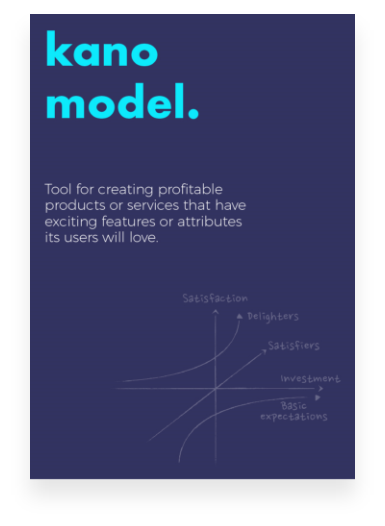 kano
model.
Tool for creating profitable
products or services that have
exciting features or attributes
its users will love.
Satisfaction
Delighters
Satisfiers
Investment
Basic
expectations